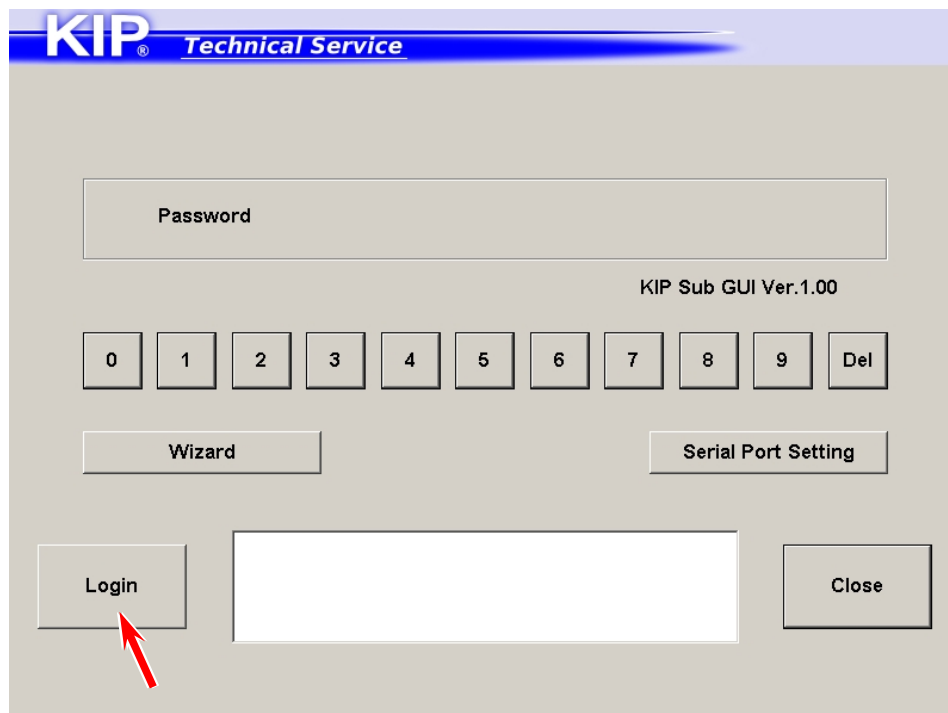 KIP® Technical Service
Password
KIP Sub GUI Ver.1.00
0 1 2 3 4 5 6 7 8 9 Del
Wizard Serial Port Setting
Login Close